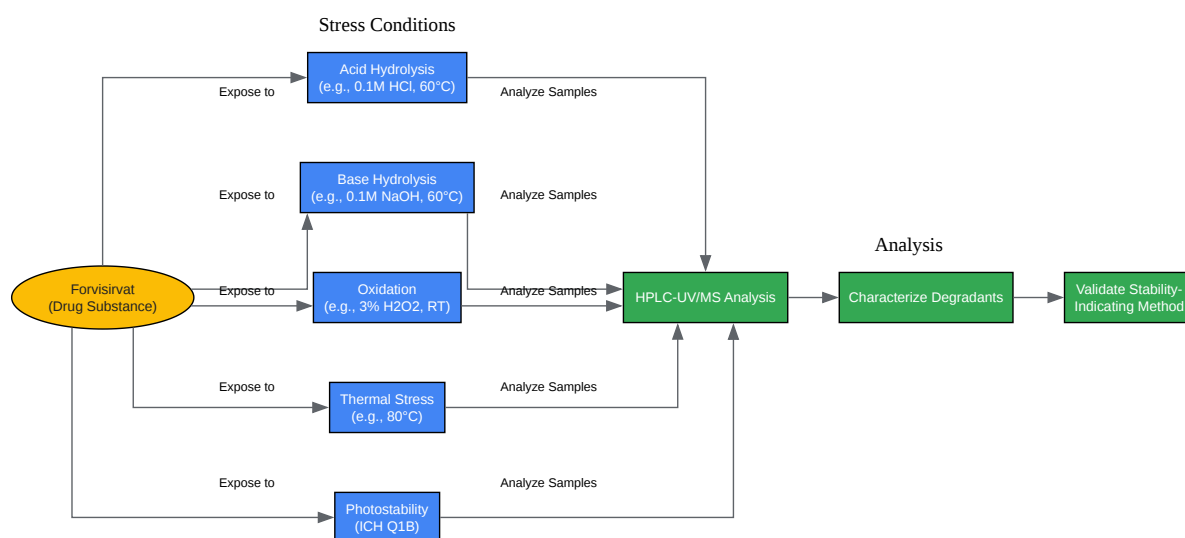 Stress Conditions
Acid Hydrolysis
(e.g., 0.1M HCl, 60°C)
Expose to
Analyze Samples
Base Hydrolysis
(e.g., 0.1M NaOH, 60°C)
Expose to
Analyze Samples
Analysis
Forvisirvat
(Drug Substance)
Expose to
Oxidation
(e.g., 3% H2O2, RT)
Analyze Samples
HPLC-UV/MS Analysis
Characterize Degradants
Validate Stability-
Indicating Method
Expose to
Thermal Stress
(e.g., 80°C)
Analyze Samples
Expose to
Analyze Samples
Photostability
(ICH Q1B)